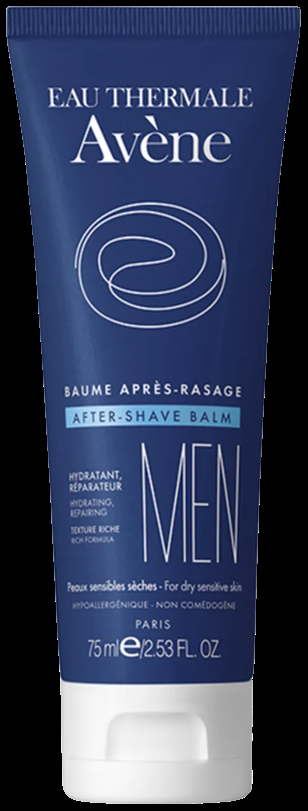 EAU THERMALE
Avène
BAUME APRÈS-RASAGE
AFTER-SHAVE BALM
MEN
HYDRATANT,
RÉPARATEUR
HYDRATING,
REPAIRING
TEXTURE RICHE
RICH FORMULA
Peaux sensibles sèches - For dry sensitive skin
HYPOALLERGÉNIQUE - NON COMÉDOGÈNE
PARIS
75 ml e/2.53 FL. OZ.